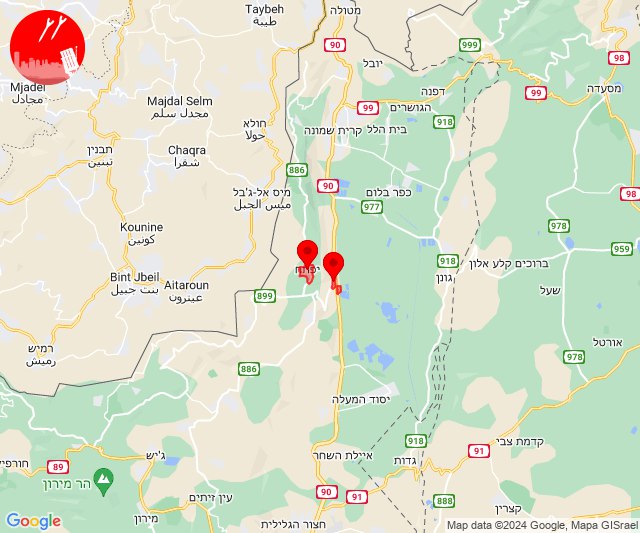 Taybeh
طيبة
מטולה
90
999
98
יובל
Mjadel
مجادل
99
דפנה
הגושרים
99
מסעדה
Majdal Selm
مجدل سلم
חולא
حولا
קרית שמונה
בית הלל
918
تبنين
Chaqra
شقرا
886
90
מיס אל-ג'בל
ميس الجبل
כפר בלום
977
98
Kounine
كونين
978
959
918
ברוכים קלע אלון
גונן
Bint Jbeil
بنت جبيل
Aitaroun
عيترون
899
שעל
רמיש
رميش
אורטל
978
886
יסוד המעלה
89
ג'יש
איילת השחר
918
גדות
91
קדמת צבי
חורפיש
הר מירון
עין זיתים
90
91
888
קצרין
מירון
חצור הגלילית
Google
Map data ©2024 Google, Mapa GISrael